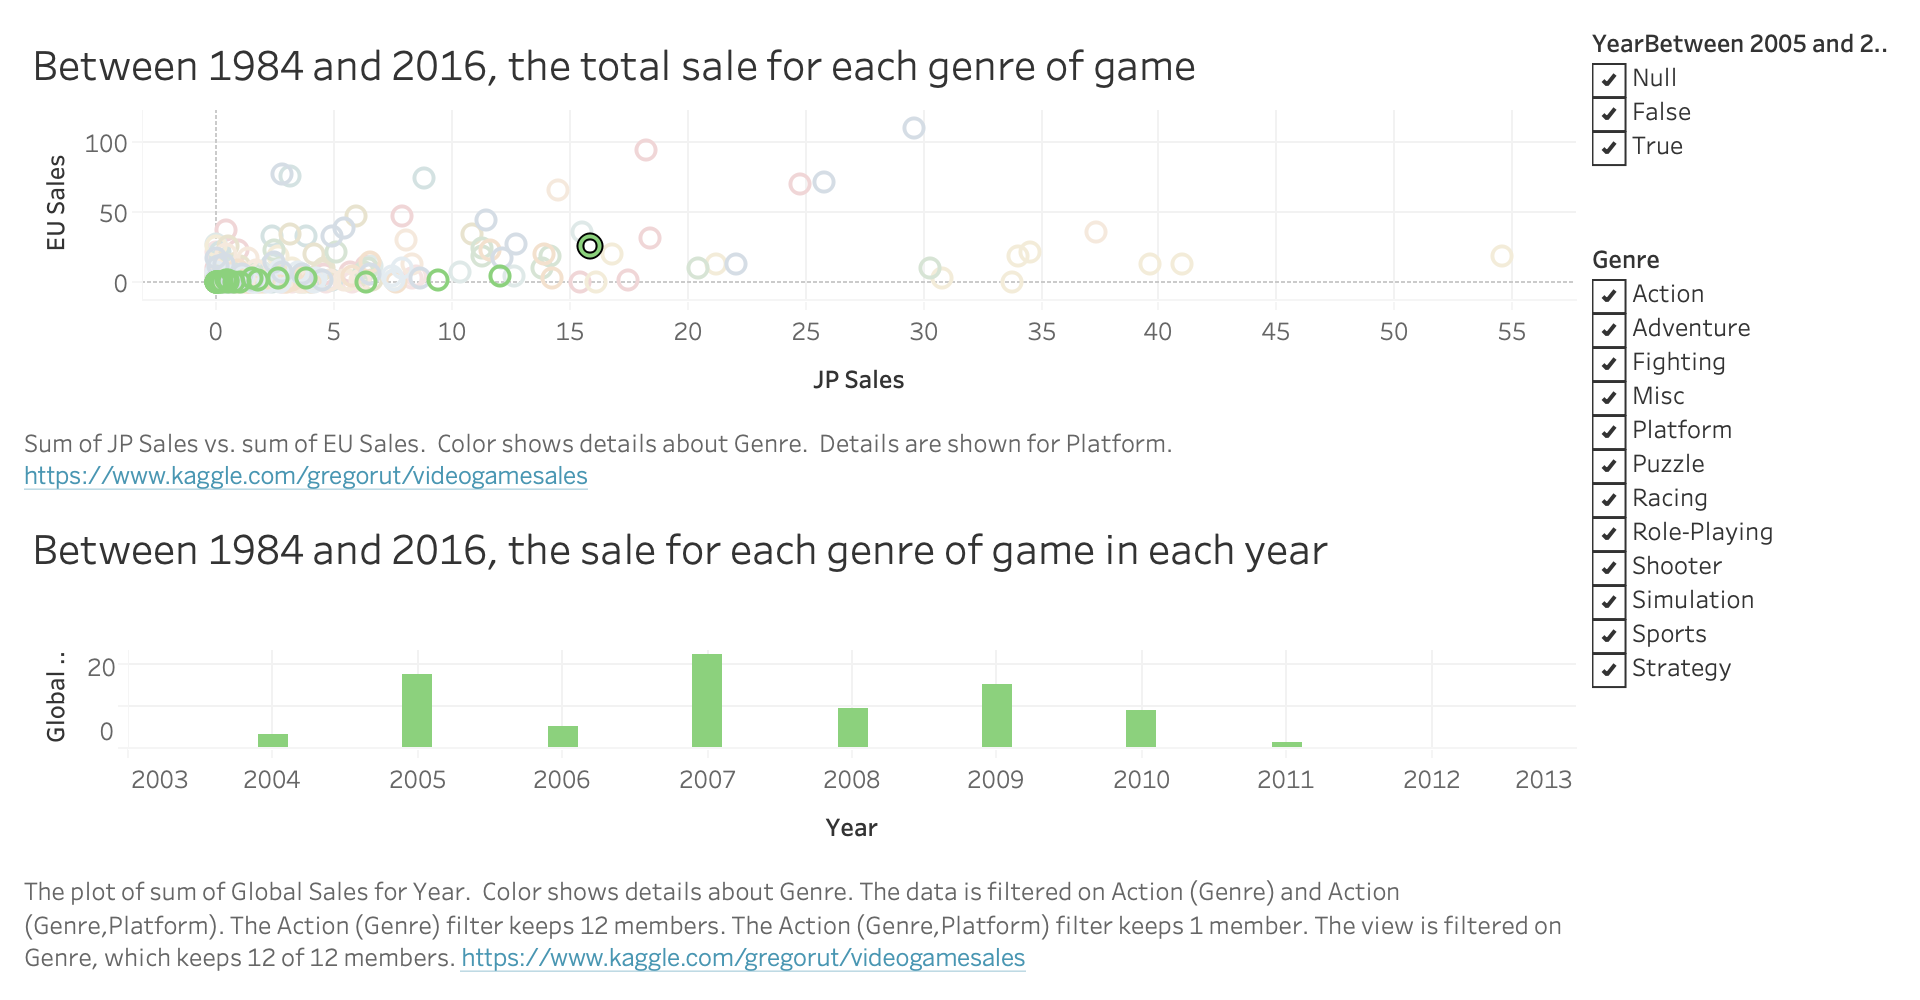 Between 1984 and 2016, the total sale for each genre of game
EU Sales
100
50
0
0 5 10 15 20 25 30 35 40 45 50 55
JP Sales
Sum of JP Sales vs. sum of EU Sales.  Color shows details about Genre.  Details are shown for Platform.
https://www.kaggle.com/gregorut/videogamesales
Between 1984 and 2016, the sale for each genre of game in each year
Global ..
20
0
2003 2004 2005 2006 2007 2008 2009 2010 2011 2012 2013
Year
The plot of sum of Global Sales for Year.  Color shows details about Genre. The data is filtered on Action (Genre) and Action
(Genre,Platform). The Action (Genre) filter keeps 12 members. The Action (Genre,Platform) filter keeps 1 member. The view is filtered on
Genre, which keeps 12 of 12 members. https://www.kaggle.com/gregorut/videogamesales
YearBetween 2005 and 2..
Null
False
True
Genre
Action
Adventure
Fighting
Misc
Platform
Puzzle
Racing
Role-Playing
Shooter
Simulation
Sports
Strategy